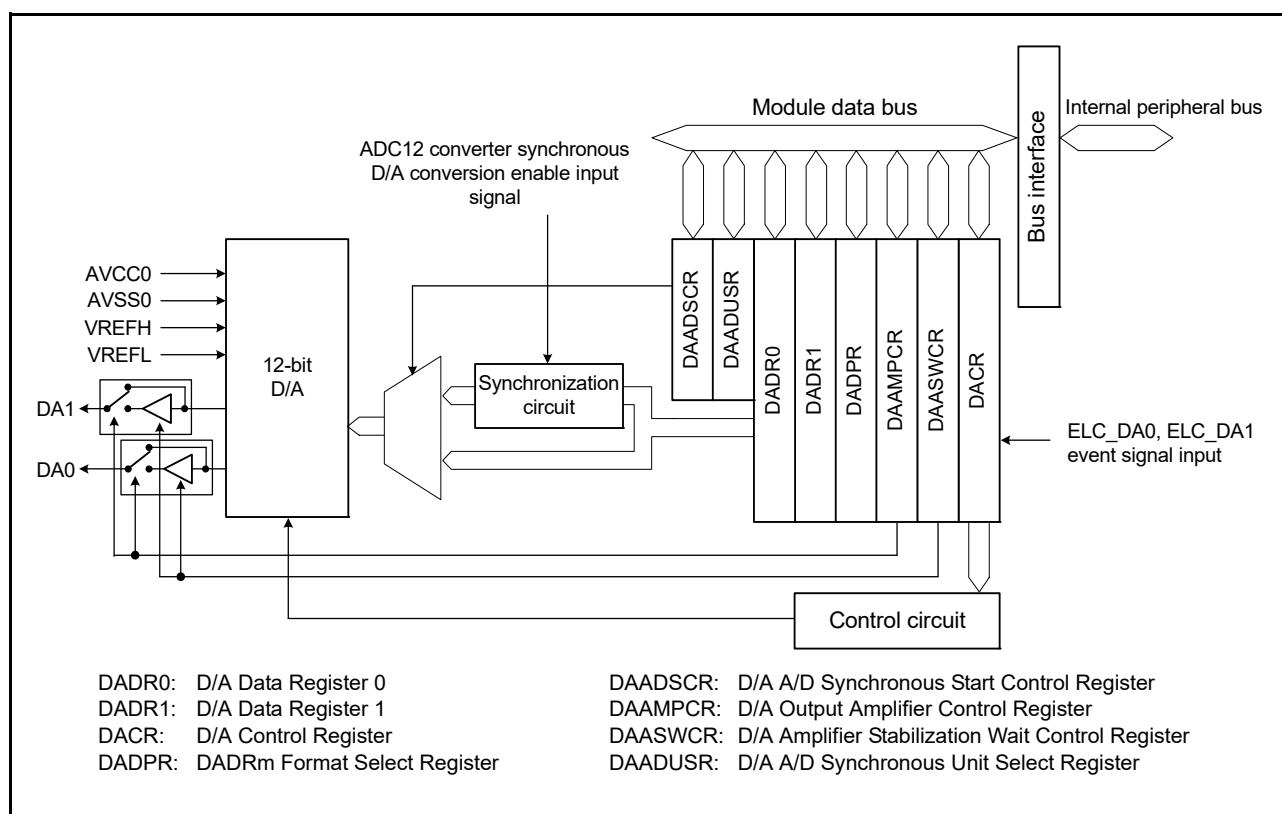 Module data bus
Internal peripheral bus
Bus interface
ADC12 converter synchronous
D/A conversion enable input
signal
AVCC0
AVSS0
VREFH
VREFL
DA1
DA0
12-bit
D/A
Synchronization
circuit
DAADSCR
DAADUSR
DADR0
DADR1
DADPR
DAAMPCR
DAASWCR
DACR
ELC_DA0, ELC_DA1
event signal input
Control circuit
DADR0: D/A Data Register 0
DADR1: D/A Data Register 1
DACR: D/A Control Register
DADPR: DADRm Format Select Register
DAADSCR: D/A A/D Synchronous Start Control Register
DAAMPCR: D/A Output Amplifier Control Register
DAASWCR: D/A Amplifier Stabilization Wait Control Register
DAADUSR: D/A A/D Synchronous Unit Select Register